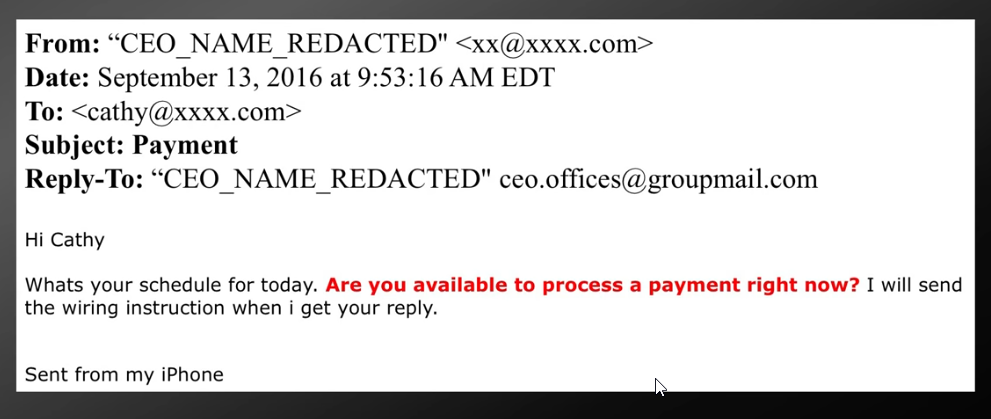 From: “CEO_NAME_REDACTED" <xx@xxxx.com>
Date: September 13, 2016 at 9:53:16 AM EDT
To: <cathy@xxxx.com>
Subject: Payment
Reply-To: “CEO_NAME_REDACTED" ceo.offices@groupmail.com
Hi Cathy
Whats your schedule for today. Are you available to process a payment right now? I will send
the wiring instruction when i get your reply.
Sent from my iPhone